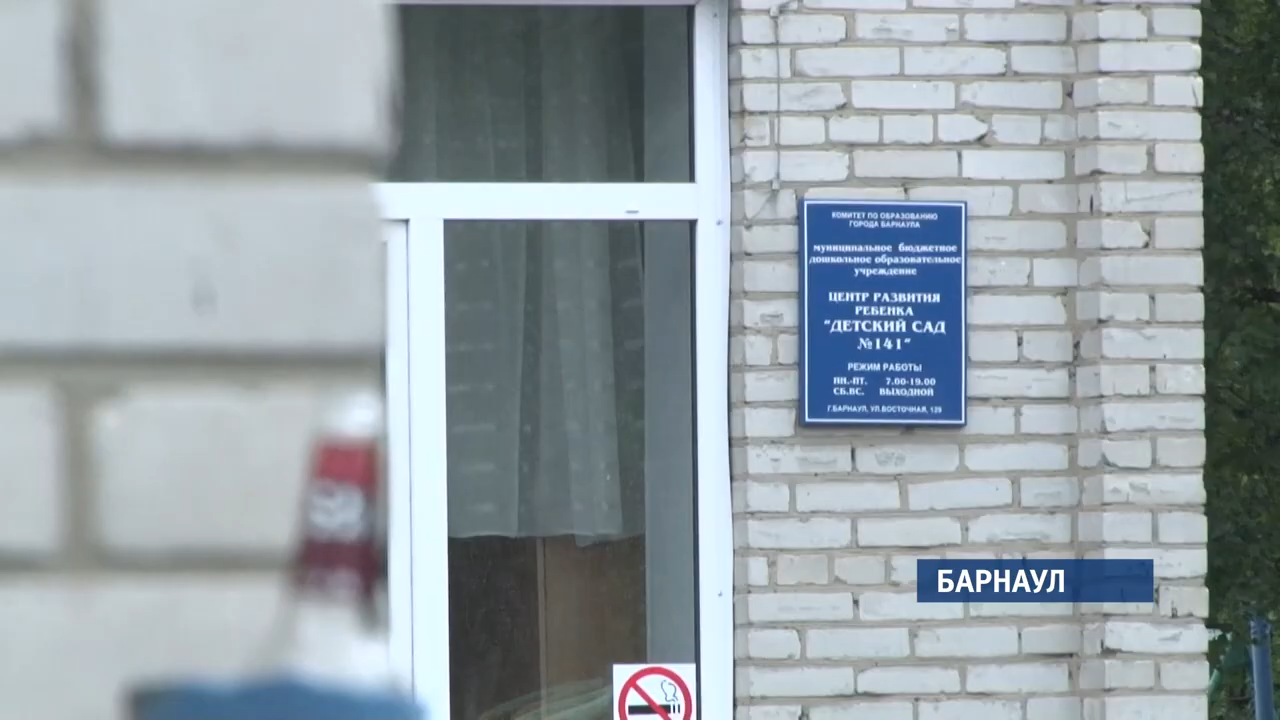 КОМИТЕТ ПО ОБРАЗОВАНИЮ
ГОРОДА БАРНАУЛА
МУНИЦИПАЛЬНОЕ БЮДЖЕТНОЕ
ДОШКОЛЬНОЕ ОБРАЗОВАТЕЛЬНОЕ
УЧРЕЖДЕНИЕ
ЦЕНТР РАЗВИТИЯ
РЕБЕНКА
"ДЕТСКИЙ САД
№141"
РЕЖИМ РАБОТЫ
ПН.-ПТ. 7.00-19.00
СБ.ВС. ВЫХОДНОЙ
Г.БАРНАУЛ, УЛ.ВОСТОЧНАЯ, 129
БАРНАУЛ